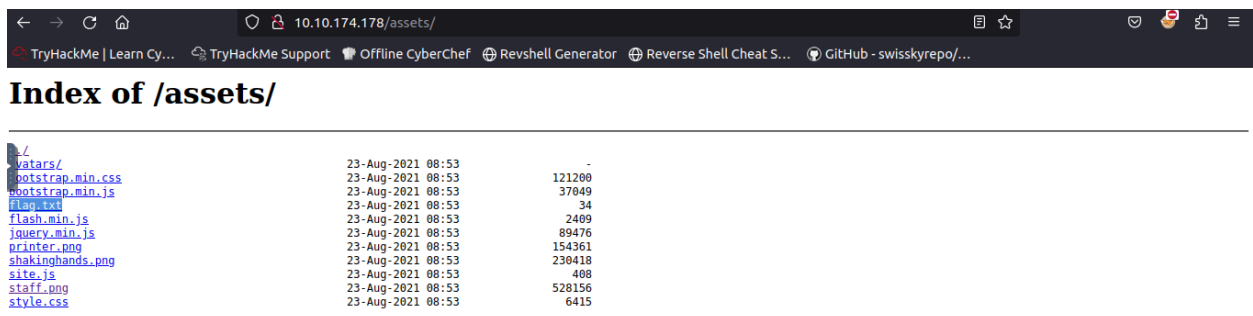 10.10.174.178/assets/
TryHackMe | Learn Cy... TryHackMe Support Offline CyberChef Revshell Generator Reverse Shell Cheat S... GitHub - swisskyrepo/...
Index of /assets/
../
avatars/ 23-Aug-2021 08:53 -
bootstrap.min.css 23-Aug-2021 08:53 121200
bootstrap.min.js 23-Aug-2021 08:53 37049
flag.txt 23-Aug-2021 08:53 34
flash.min.js 23-Aug-2021 08:53 2409
jquery.min.js 23-Aug-2021 08:53 89476
printer.png 23-Aug-2021 08:53 154361
shakinghands.png 23-Aug-2021 08:53 230418
site.js 23-Aug-2021 08:53 408
staff.png 23-Aug-2021 08:53 528156
style.css 23-Aug-2021 08:53 6415